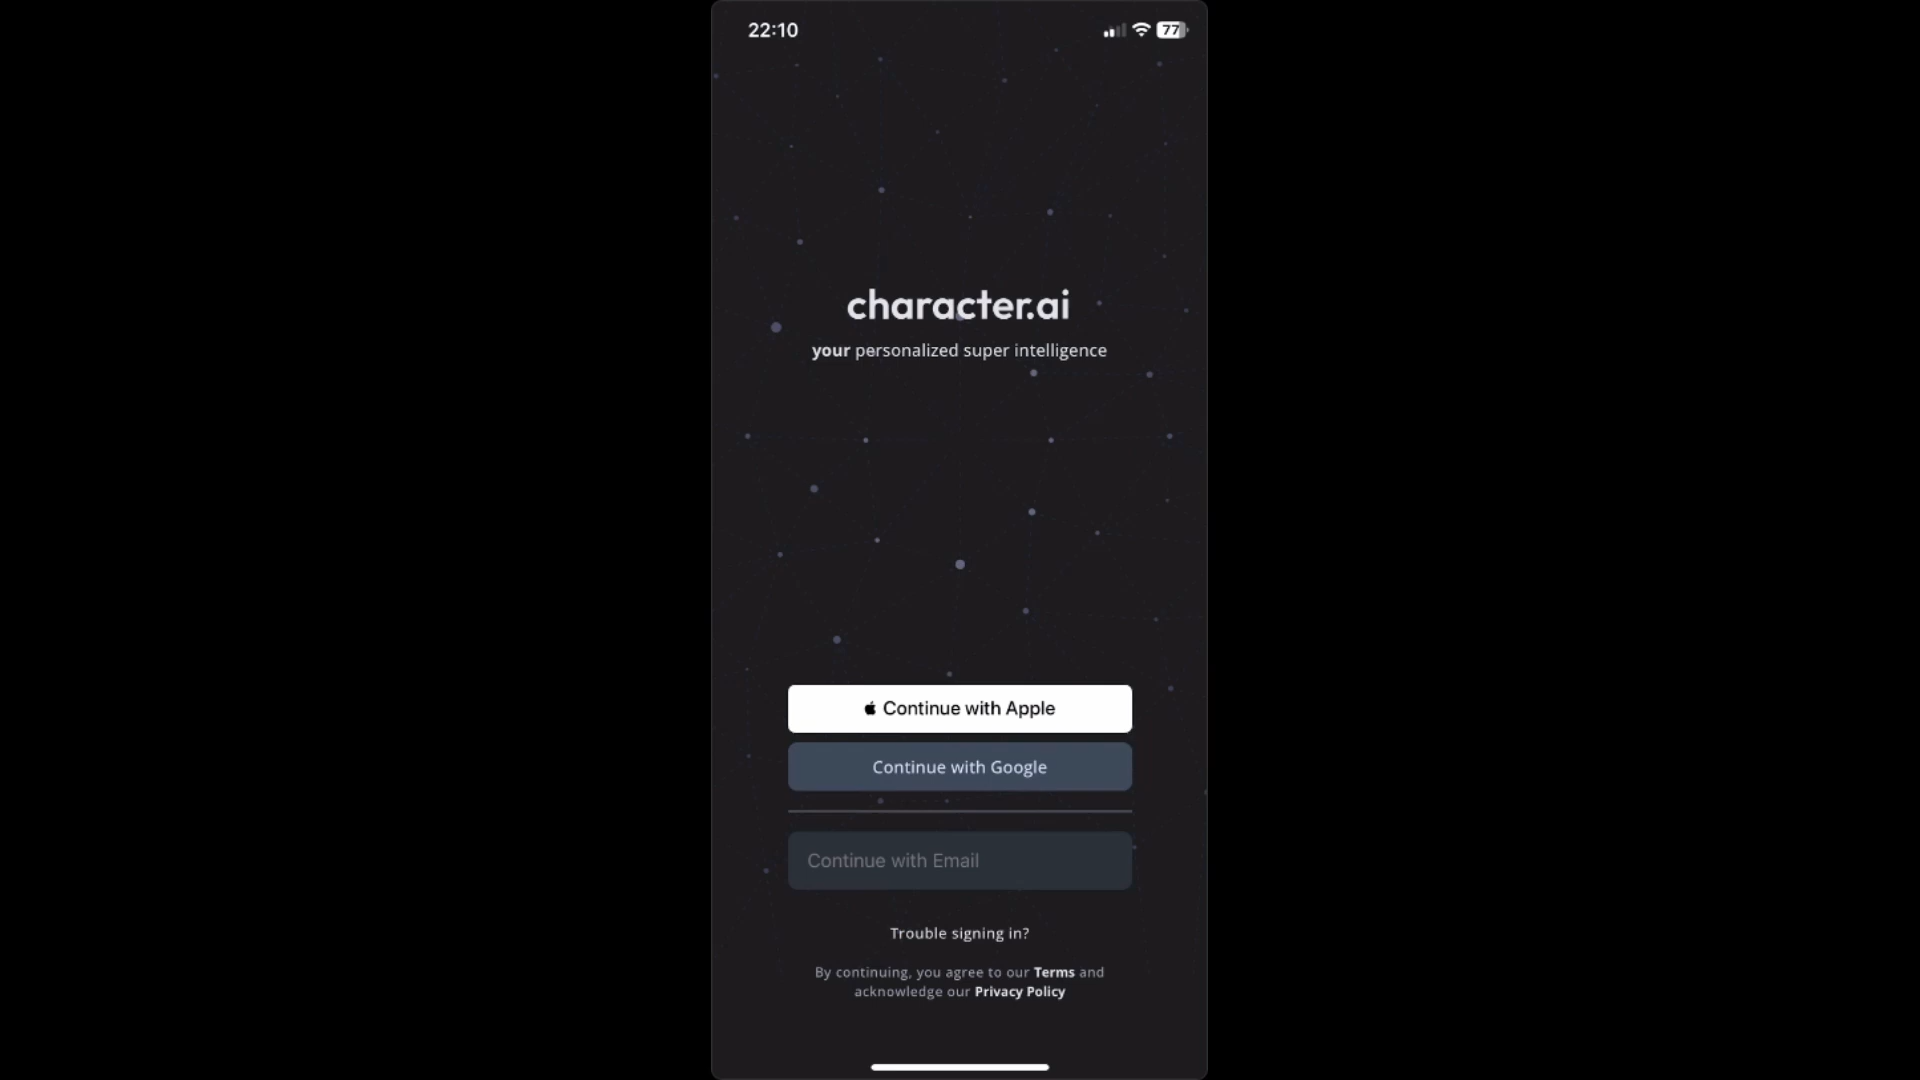 22:10
77
character.ai
your personalized super intelligence
Continue with Apple
Continue with Google
Continue with Email
Trouble signing in?
By continuing, you agree to our Terms and
acknowledge our Privacy Policy